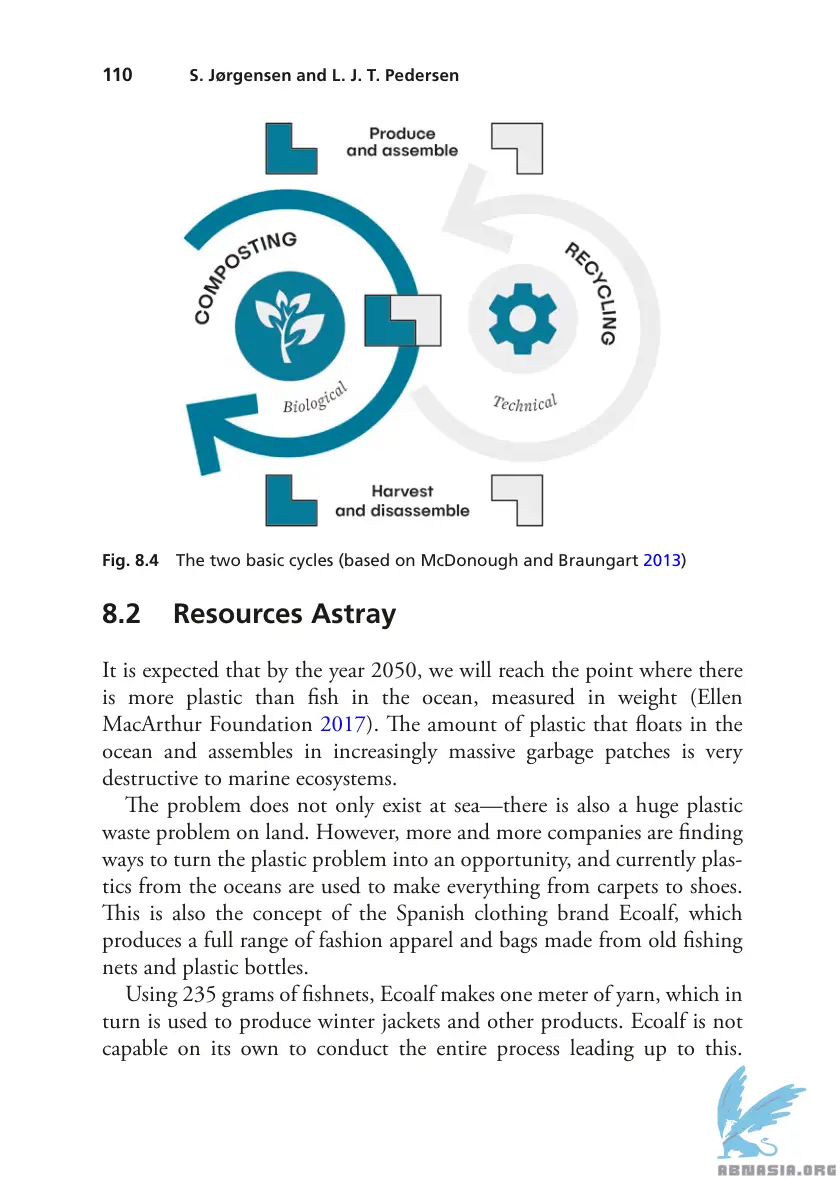 110 S. Jørgensen and L. J. T. Pedersen
Produce
and assemble
COMPOSTING
RECYCLING
Biological
Technical
Harvest
and disassemble
Fig. 8.4 The two basic cycles (based on McDonough and Braungart 2013)
8.2 Resources Astray
It is expected that by the year 2050, we will reach the point where there
is more plastic than fish in the ocean, measured in weight (Ellen
MacArthur Foundation 2017). The amount of plastic that floats in the
ocean and assembles in increasingly massive garbage patches is very
destructive to marine ecosystems.
The problem does not only exist at sea—there is also a huge plastic
waste problem on land. However, more and more companies are finding
ways to turn the plastic problem into an opportunity, and currently plas-
tics from the oceans are used to make everything from carpets to shoes.
This is also the concept of the Spanish clothing brand Ecoalf, which
produces a full range of fashion apparel and bags made from old fishing
nets and plastic bottles.
Using 235 grams of fishnets, Ecoalf makes one meter of yarn, which in
turn is used to produce winter jackets and other products. Ecoalf is not
capable on its own to conduct the entire process leading up to this.
ABNASIA.ORG